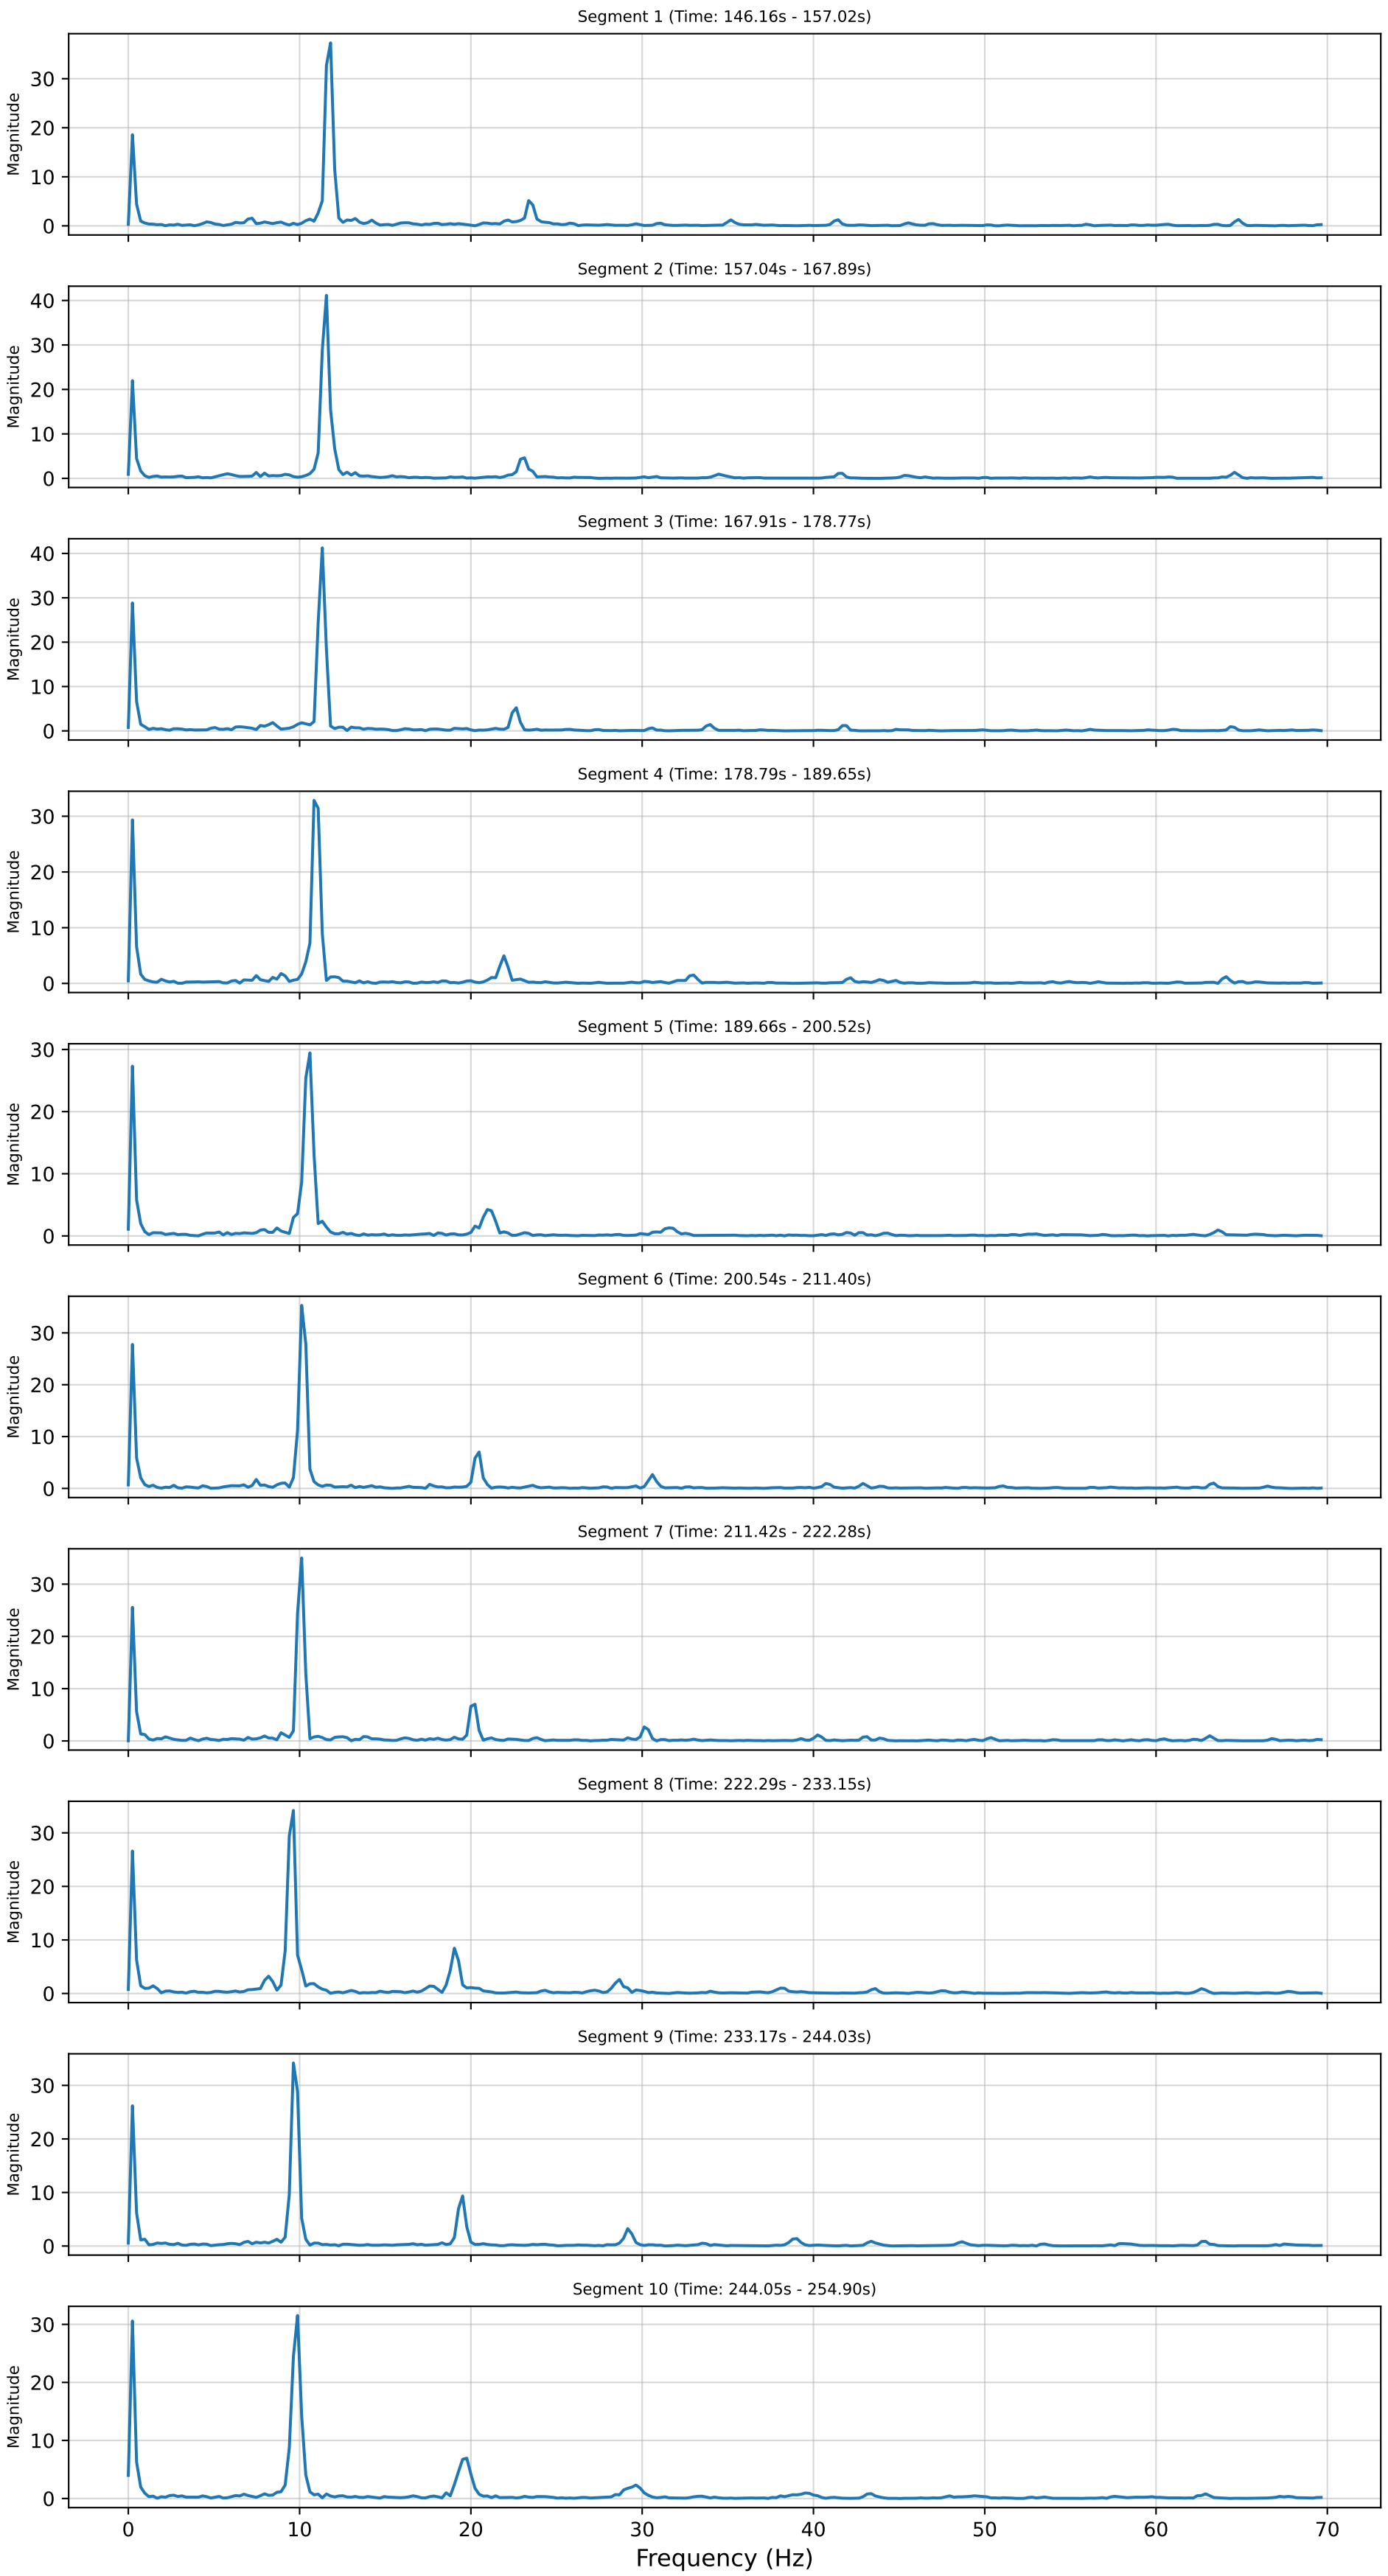 Segment 1 (Time: 146.16s - 157.02s)
Magnitude
30
20
10
0
Segment 2 (Time: 157.04s - 167.89s)
Magnitude
40
30
20
10
0
Segment 3 (Time: 167.91s - 178.77s)
Magnitude
40
30
20
10
0
Segment 4 (Time: 178.79s - 189.65s)
Magnitude
30
20
10
0
Segment 5 (Time: 189.66s - 200.52s)
Magnitude
30
20
10
0
Segment 6 (Time: 200.54s - 211.40s)
Magnitude
30
20
10
0
Segment 7 (Time: 211.42s - 222.28s)
Magnitude
30
20
10
0
Segment 8 (Time: 222.29s - 233.15s)
Magnitude
30
20
10
0
Segment 9 (Time: 233.17s - 244.03s)
Magnitude
30
20
10
0
Segment 10 (Time: 244.05s - 254.90s)
Magnitude
30
20
10
0
0 10 20 30 40 50 60 70
Frequency (Hz)